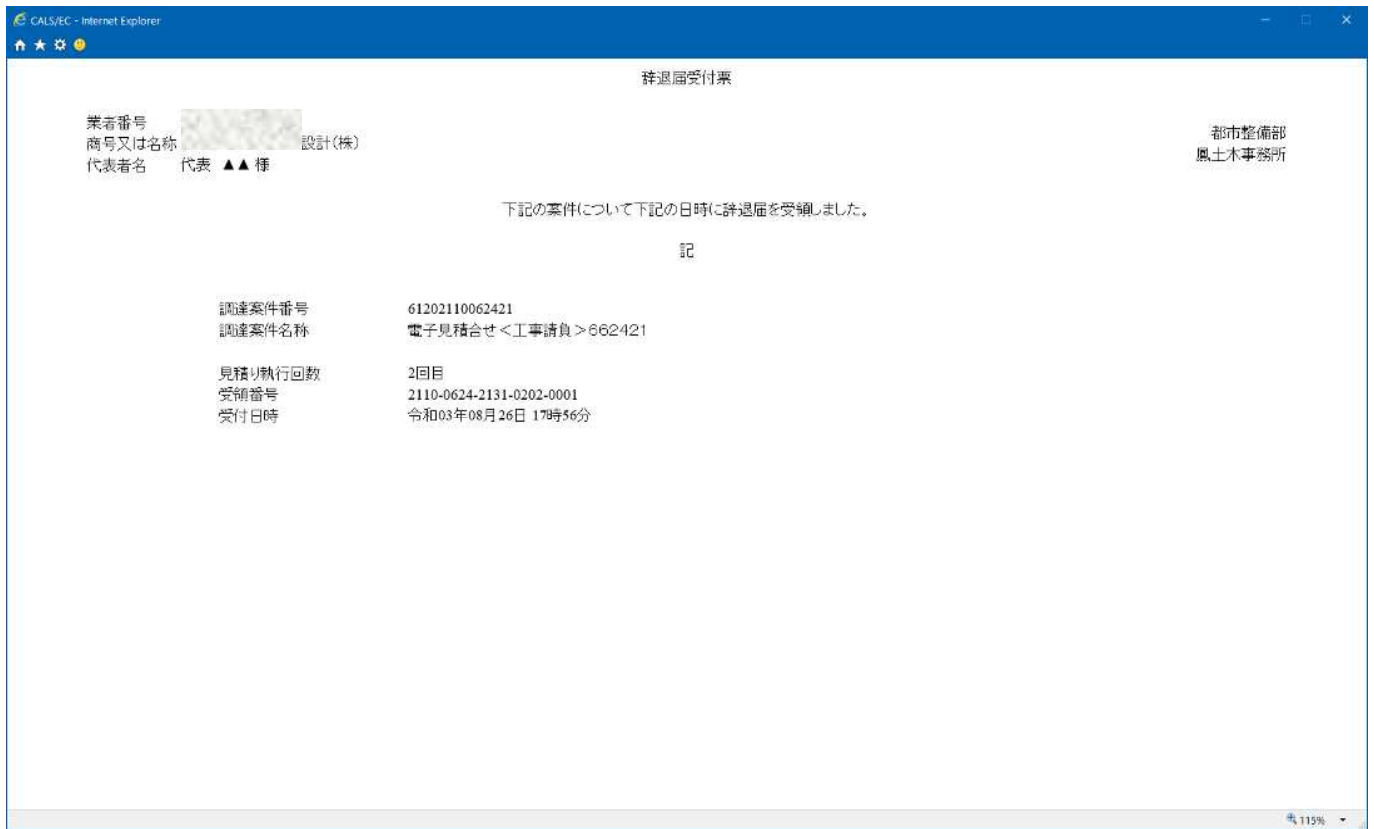 CALS/EC - Internet Explorer
辞退届受付票
業者番号
商号又は名称 設計(株)
代表者名 代表 ▲▲ 様
都市整備部
鳳土木事務所
下記の案件について下記の日時に辞退届を受領しました。
記
調達案件番号 61202110062421
調達案件名称 電子見積合せ<工事請負>662421
見積り執行回数 2回目
受領番号 2110-0624-2131-0202-0001
受付日時 令和03年08月26日 17時56分
115%